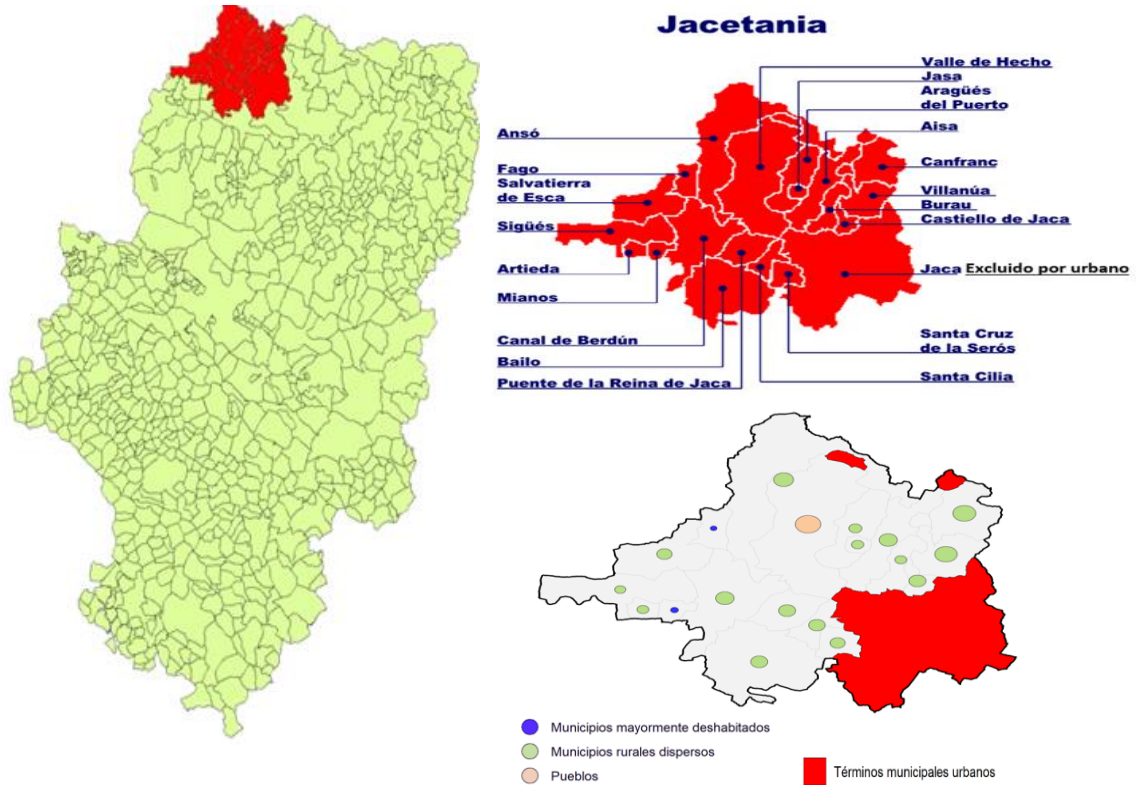 Jacetania
Valle de Hecho
Jasa
Aragüés
del Puerto
Aisa
Ansó
Canfranc
Fago
Salvatierra
de Esca
Villanúa
Burau
Castiello de Jaca
Sigüés
Artieda
Jaca Excluido por urbano
Mianos
Canal de Berdún
Santa Cruz
de la Serós
Bailo
Puente de la Reina de Jaca
Santa Cilia
Municipios mayormente deshabitados
Municipios rurales dispersos
Pueblos
Términos municipales urbanos